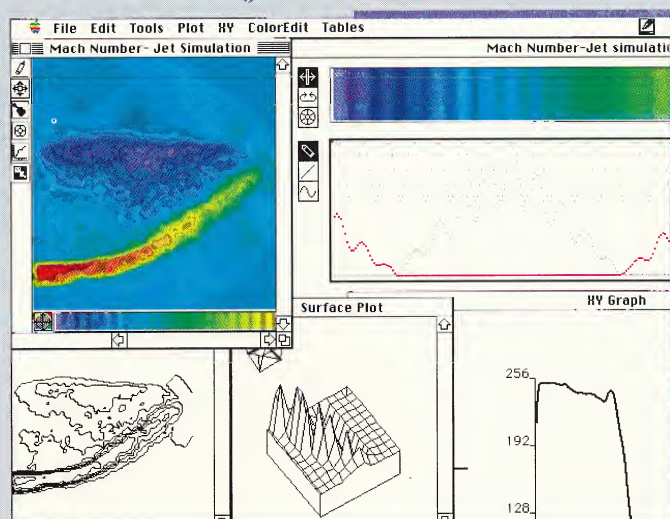 File Edit Tools Plot XY ColorEdit Tables
Mach Number- Jet Simulation
Mach Number-Jet simulati
Surface Plot
XY Graph
256
192
128